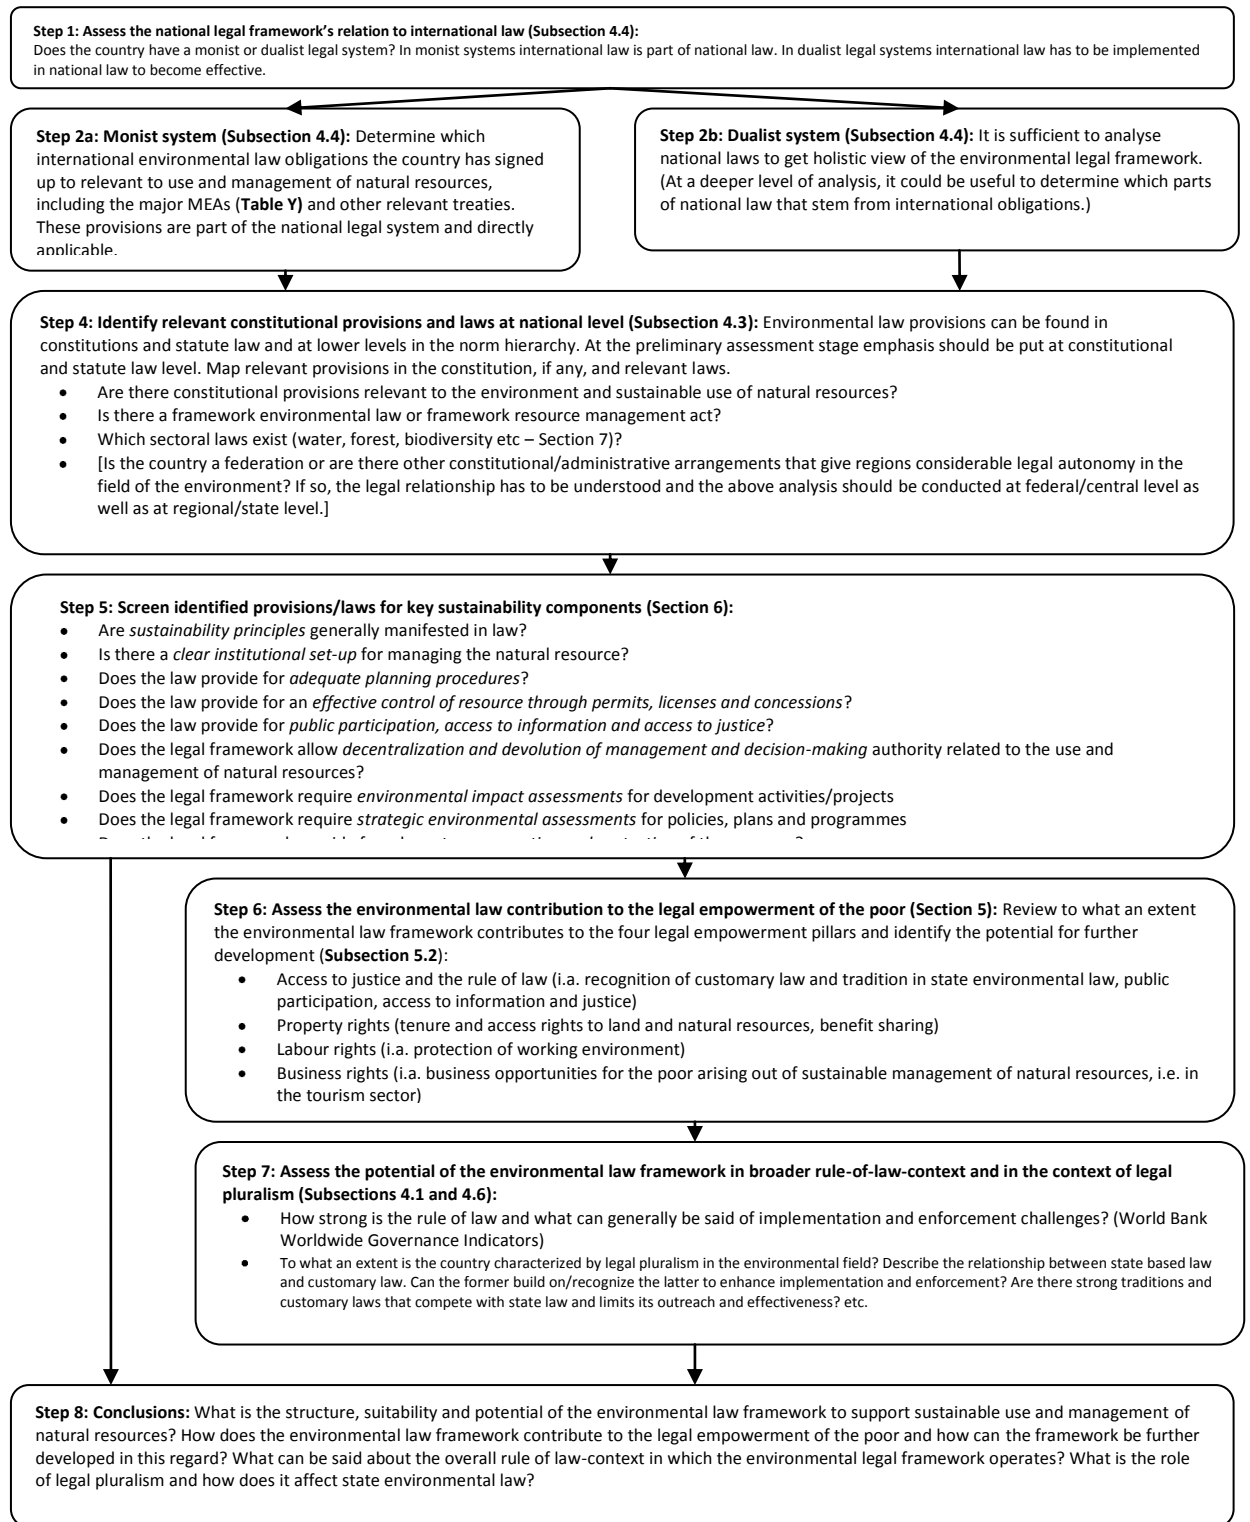 Step 1: Assess the national legal framework's relation to international law (Subsection 4.4):
Does the country have a monist or dualist legal system? In monist systems international law is part of national law. In dualist legal systems international law has to be implemented
in national law to become effective.
Step 2a: Monist system (Subsection 4.4): Determine which
international environmental law obligations the country has signed
up to relevant to use and management of natural resources,
including the major MEAs (Table Y) and other relevant treaties.
These provisions are part of the national legal system and directly
applicable.
Step 2b: Dualist system (Subsection 4.4): It is sufficient to analyse
national laws to get holistic view of the environmental legal framework.
(At a deeper level of analysis, it could be useful to determine which parts
of national law that stem from international obligations.)
Step 4: Identify relevant constitutional provisions and laws at national level (Subsection 4.3): Environmental law provisions can be found in
constitutions and statute law and at lower levels in the norm hierarchy. At the preliminary assessment stage emphasis should be put at constitutional
and statute law level. Map relevant provisions in the constitution, if any, and relevant laws.
• Are there constitutional provisions relevant to the environment and sustainable use of natural resources?
• Is there a framework environmental law or framework resource management act?
• Which sectoral laws exist (water, forest, biodiversity etc – Section 7)?
• [Is the country a federation or are there other constitutional/administrative arrangements that give regions considerable legal autonomy in the
field of the environment? If so, the legal relationship has to be understood and the above analysis should be conducted at federal/central level as
well as at regional/state level.]
Step 5: Screen identified provisions/laws for key sustainability components (Section 6):
• Are sustainability principles generally manifested in law?
• Is there a clear institutional set-up for managing the natural resource?
• Does the law provide for adequate planning procedures?
• Does the law provide for an effective control of resource through permits, licenses and concessions?
• Does the law provide for public participation, access to information and access to justice?
• Does the legal framework allow decentralization and devolution of management and decision-making authority related to the use and
management of natural resources?
• Does the legal framework require environmental impact assessments for development activities/projects
• Does the legal framework require strategic environmental assessments for policies, plans and programmes
Step 6: Assess the environmental law contribution to the legal empowerment of the poor (Section 5): Review to what an extent
the environmental law framework contributes to the four legal empowerment pillars and identify the potential for further
development (Subsection 5.2):
• Access to justice and the rule of law (i.a. recognition of customary law and tradition in state environmental law, public
participation, access to information and justice)
• Property rights (tenure and access rights to land and natural resources, benefit sharing)
• Labour rights (i.a. protection of working environment)
• Business rights (i.a. business opportunities for the poor arising out of sustainable management of natural resources, i.e. in
the tourism sector)
Step 7: Assess the potential of the environmental law framework in broader rule-of-law-context and in the context of legal
pluralism (Subsections 4.1 and 4.6):
• How strong is the rule of law and what can generally be said of implementation and enforcement challenges? (World Bank
Worldwide Governance Indicators)
• To what an extent is the country characterized by legal pluralism in the environmental field? Describe the relationship between state based law
and customary law. Can the former build on/recognize the latter to enhance implementation and enforcement? Are there strong traditions and
customary laws that compete with state law and limits its outreach and effectiveness? etc.
Step 8: Conclusions: What is the structure, suitability and potential of the environmental law framework to support sustainable use and management of
natural resources? How does the environmental law framework contribute to the legal empowerment of the poor and how can the framework be further
developed in this regard? What can be said about the overall rule of law-context in which the environmental legal framework operates? What is the role
of legal pluralism and how does it affect state environmental law?